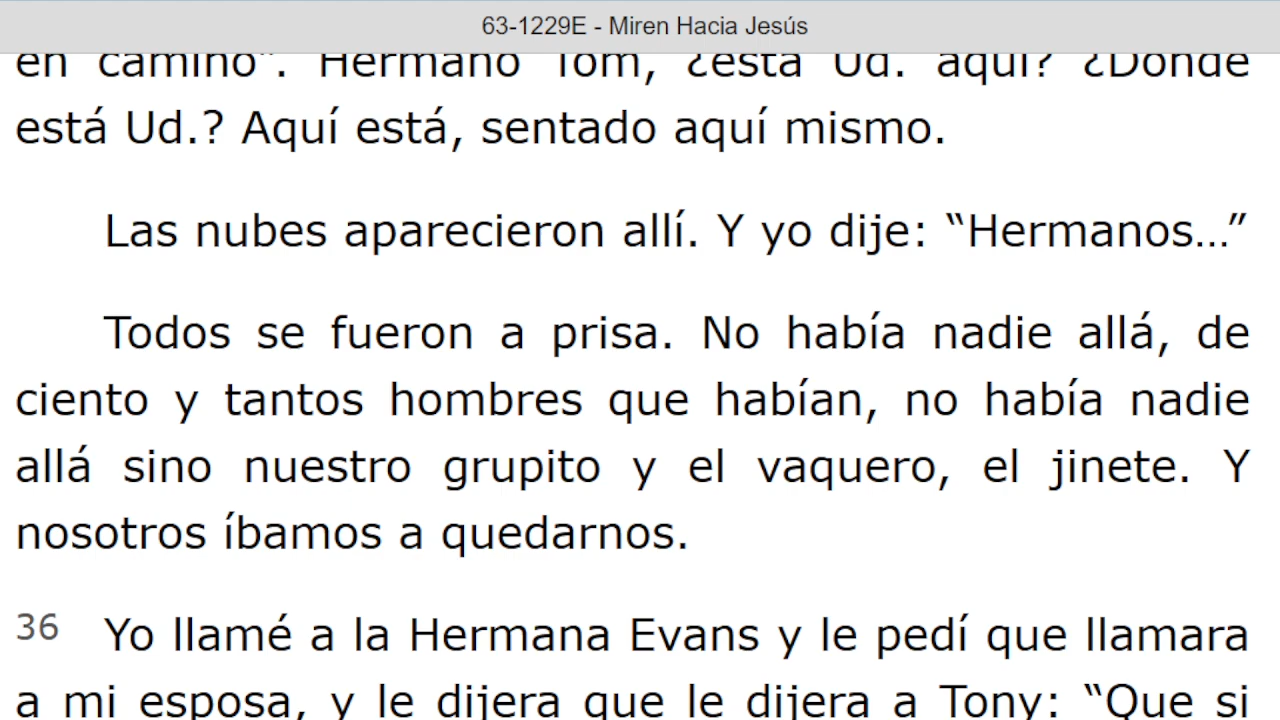 63-1229E - Miren Hacia Jesús
en camino”. Hermano Tom, ¿está Ud. aquí? ¿Dónde
está Ud.? Aquí está, sentado aquí mismo.
Las nubes aparecieron allí. Y yo dije: “Hermanos…”
Todos se fueron a prisa. No había nadie allá, de
ciento y tantos hombres que habían, no había nadie
allá sino nuestro grupito y el vaquero, el jinete. Y
nosotros íbamos a quedarnos.
36 Yo llamé a la Hermana Evans y le pedí que llamara
a mi esposa, y le dijera que le dijera a Tony: “Que si